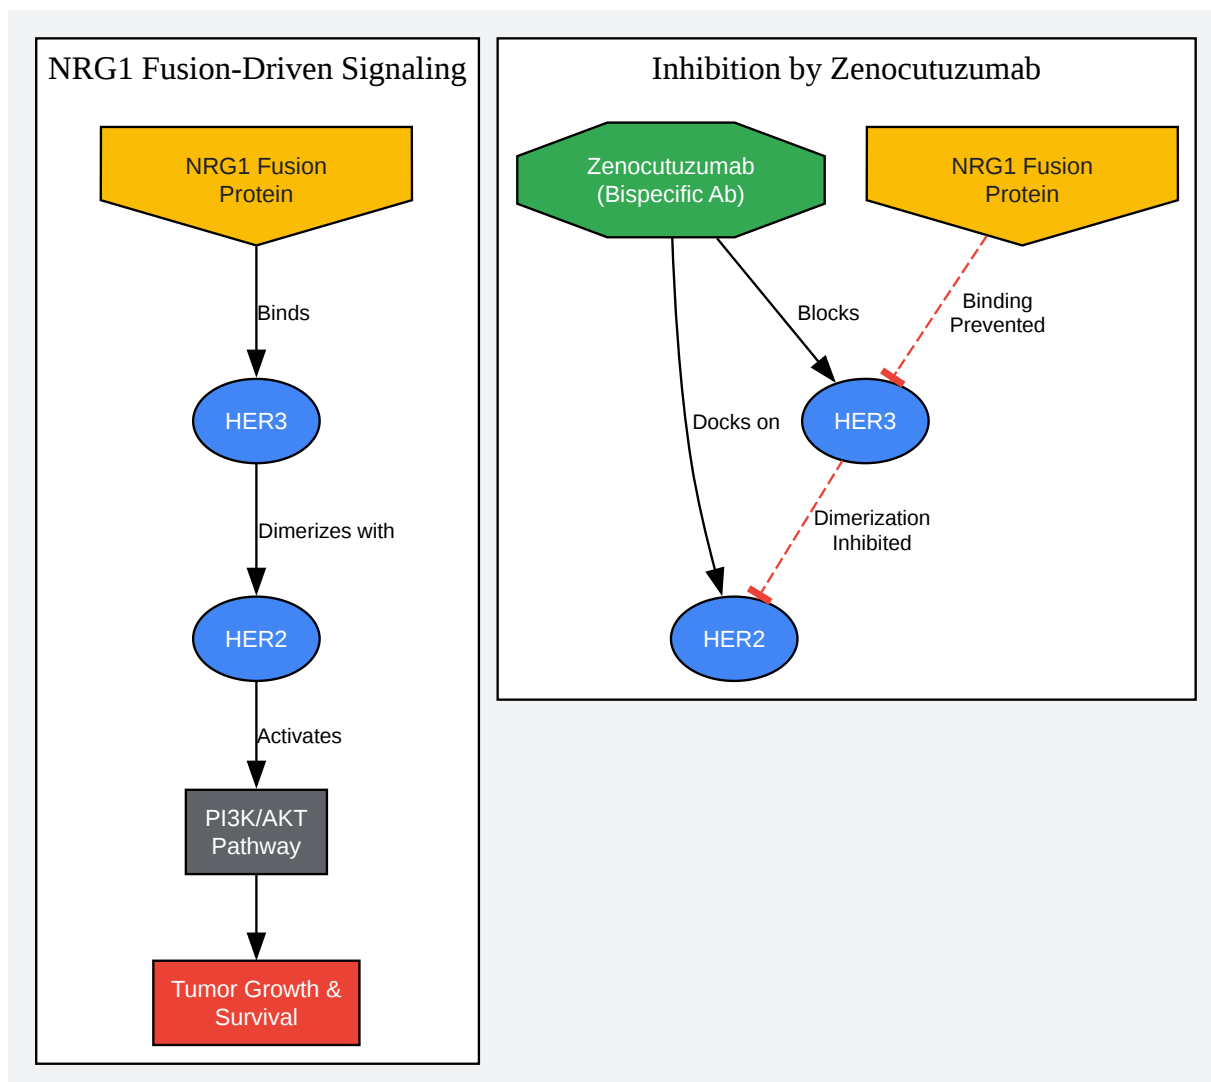 NRG1 Fusion-Driven Signaling
NRG1 Fusion
Protein
Binds
HER3
Dimerizes with
HER2
Activates
PI3K/AKT
Pathway
Tumor Growth &
Survival
Inhibition by Zenocutuzumab
Zenocutuzumab
(Bispecific Ab)
NRG1 Fusion
Protein
Blocks
Binding
Prevented
Docks on
HER3
Dimerization
Inhibited
HER2